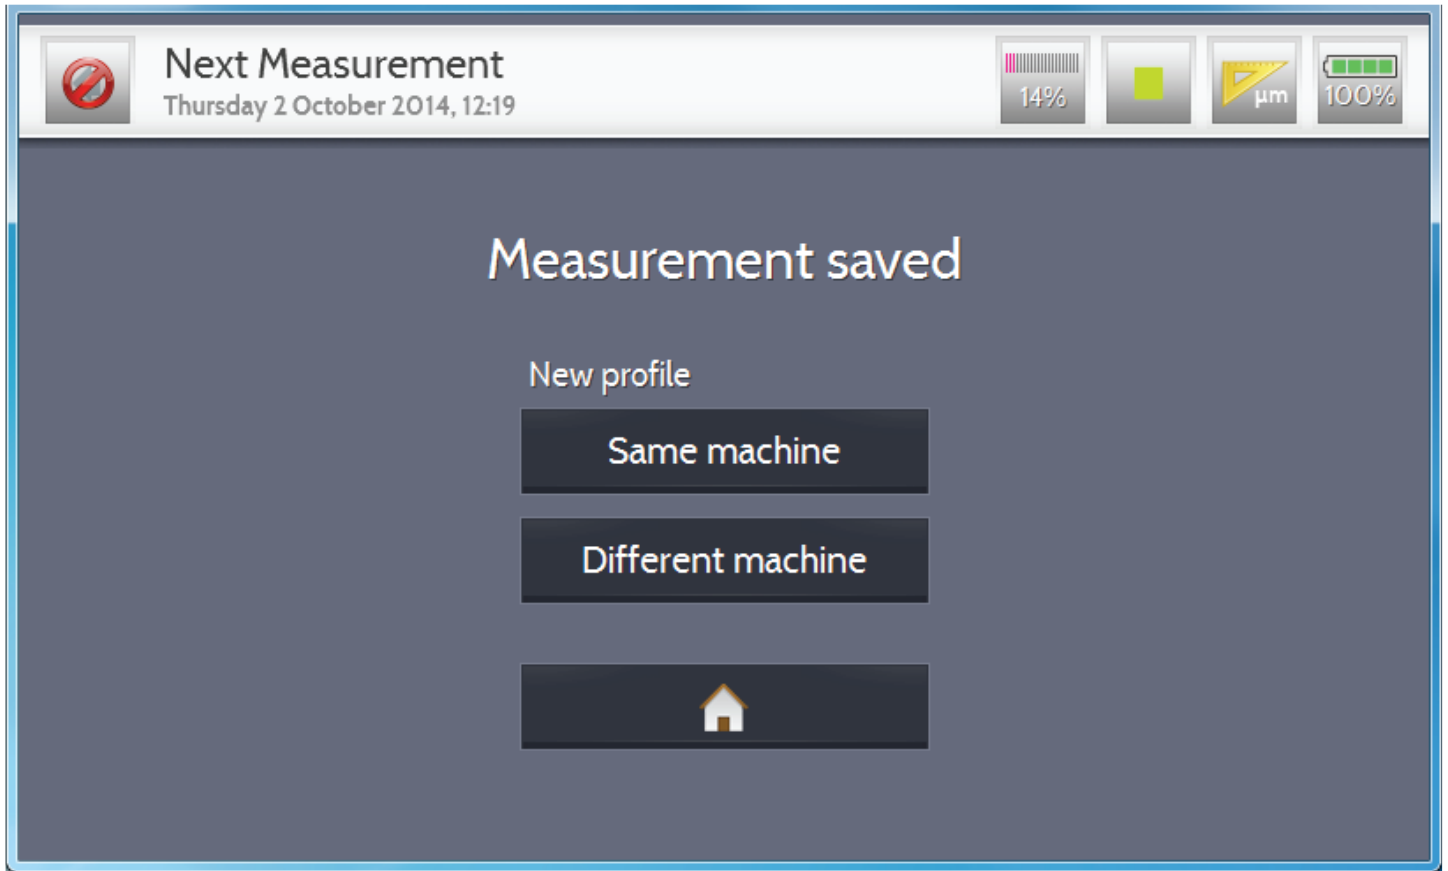 Next Measurement
Thursday 2 October 2014, 12:19
14%
µm
100%
Measurement saved
New profile
Same machine
Different machine